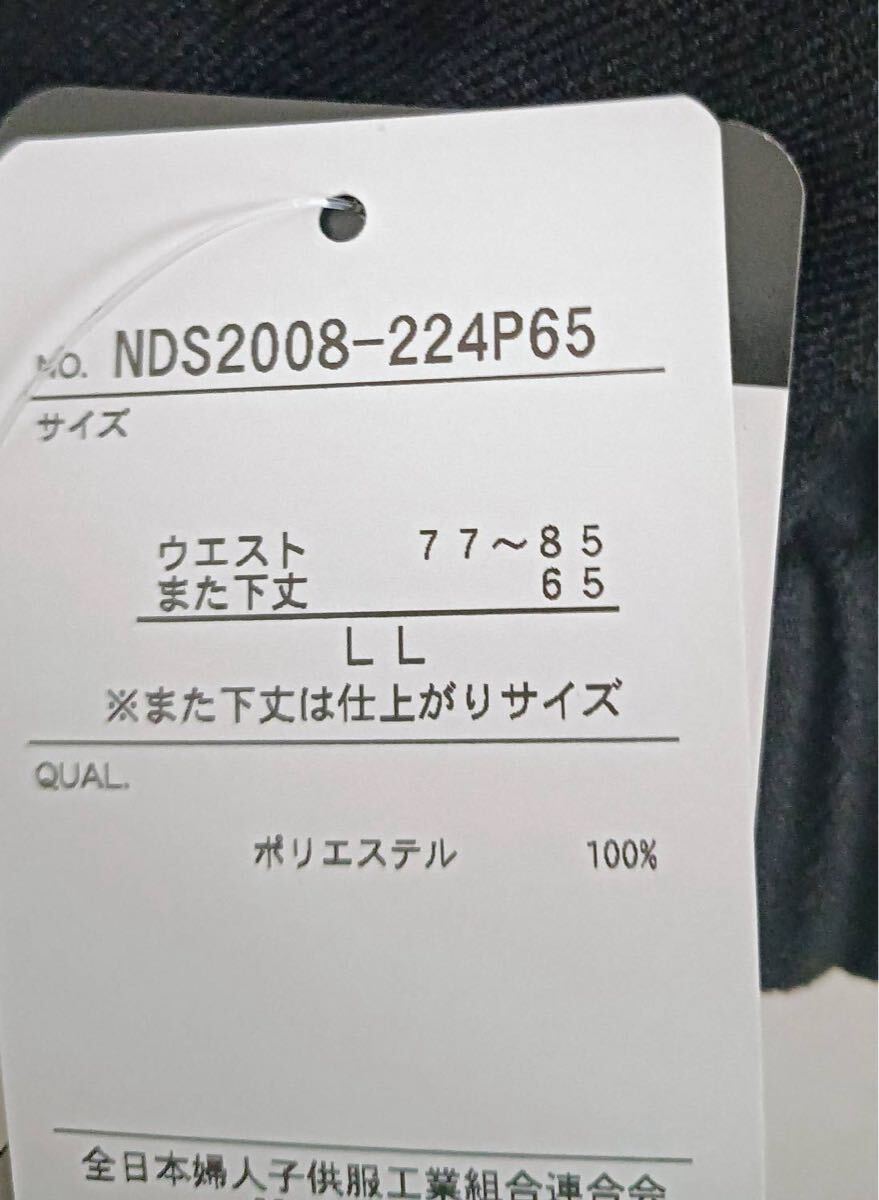 NO. NDS2008-224P65
サイズ
ウエスト 77～85
また下丈 65
LL
※また下丈は仕上がりサイズ
QUAL.
ポリエステル 100%
全日本婦人子供服工業組合連合会